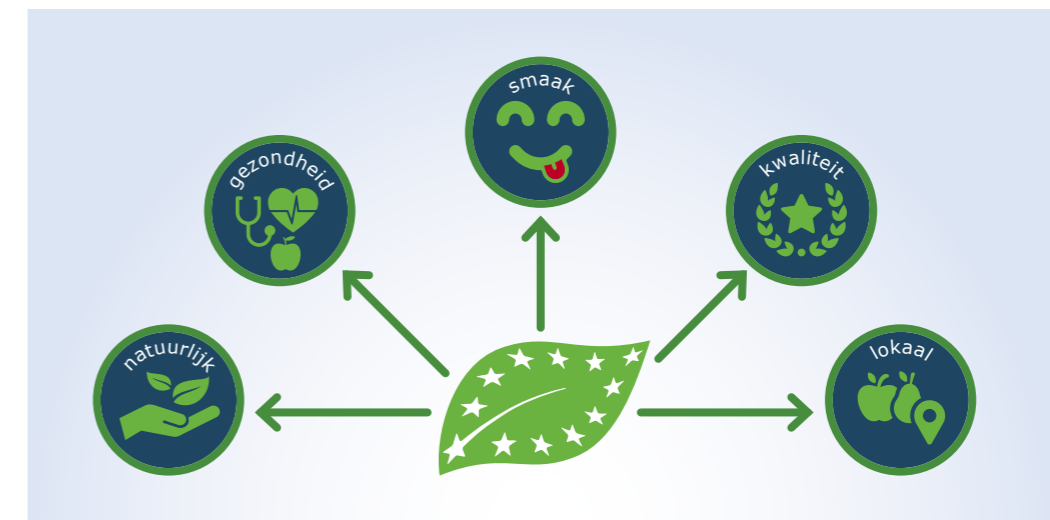 smaak
gezondheid
kwaliteit
natuurlijk
lokaal